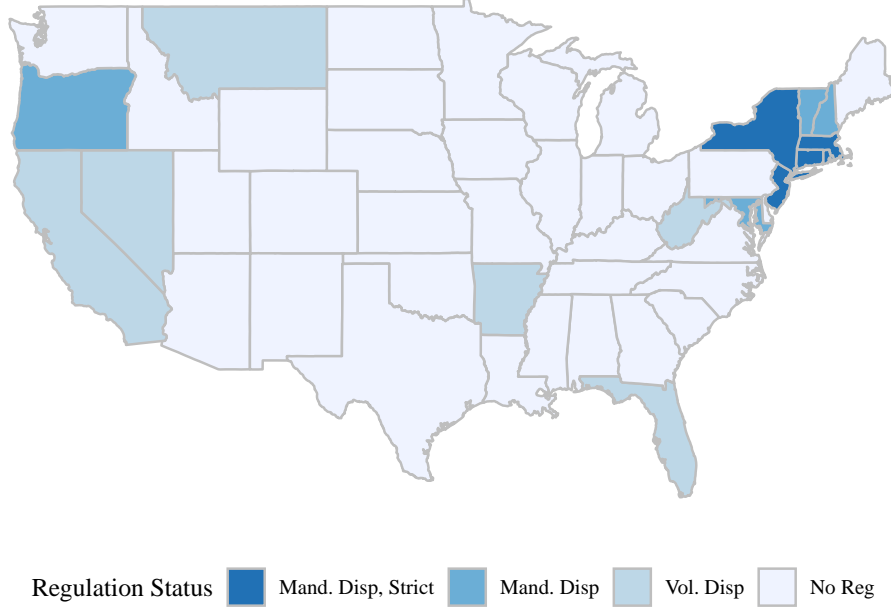 Regulation Status Mand. Disp, Strict Mand. Disp Vol. Disp No Reg